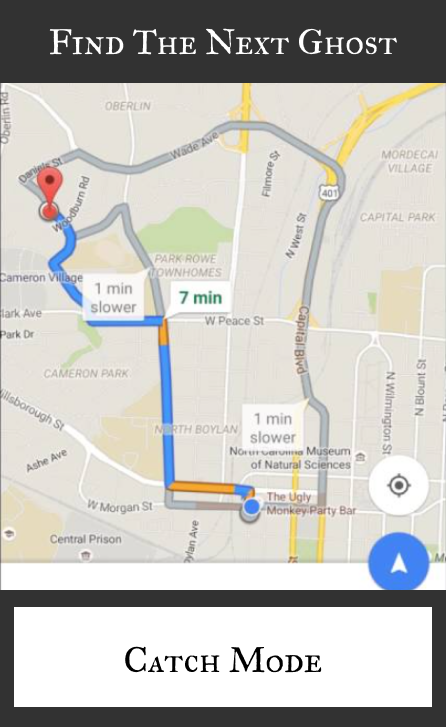 Find The Next Ghost
Oberlin Rd
OBERLIN
Daniels St
Wade Ave
Filmore St
MORDECAI
VILLAGE
401
Woodburn Rd
N West St
CAPITAL PARK
PARK ROWE
TOWNHOMES
Cameron Village
1 min
slower
7 min
lark Ave
W Peace St
Park Dr
Capital Blvd
CAMERON PARK
N Wilmington St
N Blount St
illsborough St
1 min
slower
NORTH BOYLAN
North Carolina Museum
of Natural Sciences
Ashe Ave
W Morgan St
The Ugly
Monkey Party Bar
Central Prison
ylan Ave
Catch Mode